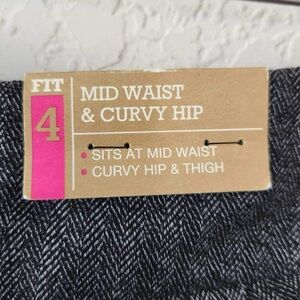 FIT
4
MID WAIST
& CURVY HIP
• SITS AT MID WAIST
• CURVY HIP & THIGH